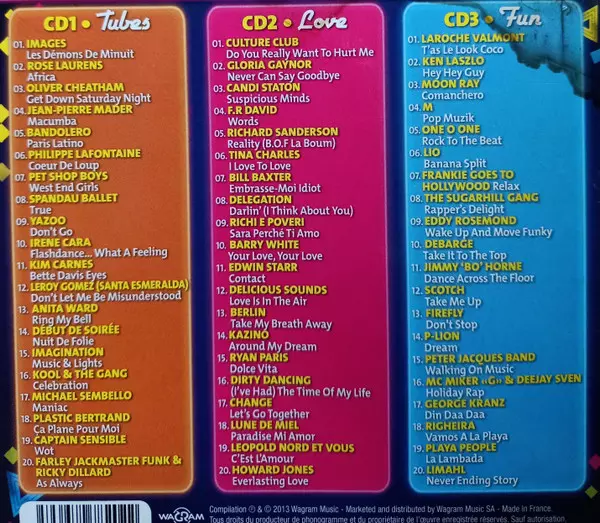 CD1 • Tubes
01. IMAGES
Les Démons De Minuit
02. ROSE LAURENS
Africa
03. OLIVER CHEATHAM
Get Down Saturday Night
04. JEAN-PIERRE MADER
Macumba
05. BANDOLERO
Paris Latino
06. PHILIPPE LAFONTAINE
Coeur De Loup
07. PET SHOP BOYS
West End Girls
08. SPANDAU BALLET
True
09. YAZOO
Don't Go
10. IRENE CARA
Flashdance... What A Feeling
11. KIM CARNES
Bette Davis Eyes
12. LEROY GOMEZ (SANTA ESMERALDA)
Don't Let Me Be Misunderstood
13. ANITA WARD
Ring My Bell
14. DÉBUT DE SOIRÉE
Nuit De Folie
15. IMAGINATION
Music & Lights
16. KOOL & THE GANG
Celebration
17. MICHAEL SEMBELLO
Maniac
18. PLASTIC BERTRAND
Ça Plane Pour Moi
19. CAPTAIN SENSIBLE
Wot
20. FARLEY JACKMASTER FUNK &
RICKY DILLARD
As Always
CD2 • Love
01. CULTURE CLUB
Do You Really Want To Hurt Me
02. GLORIA GAYNOR
Never Can Say Goodbye
03. CANDI STATON
Suspicious Minds
04. F.R DAVID
Words
05. RICHARD SANDERSON
Reality (B.O.F La Boum)
06. TINA CHARLES
I Love To Love
07. BILL BAXTER
Embrasse-Moi Idiot
08. DELEGATION
Darlin' (I Think About You)
09. RICHI E POVERI
Sara Perché Ti Amo
10. BARRY WHITE
Your Love, Your Love
11. EDWIN STARR
Contact
12. DELICIOUS SOUNDS
Love Is In The Air
13. BERLIN
Take My Breath Away
14. KAZINO
Around My Dream
15. RYAN PARIS
Dolce Vita
16. DIRTY DANCING
(I've Had) The Time Of My Life
17. CHANGE
Let's Go Together
18. LUNE DE MIEL
Paradise Mi Amor
19. LEOPOLD NORD ET VOUS
C'Est L'Amour
20. HOWARD JONES
Everlasting Love
CD3 • Fun
01. LAROCHE VALMONT
T'as Le Look Coco
02. KEN LASZLO
Hey Hey Guy
03. MOON RAY
Comanchero
04. M
Pop Muzik
05. ONE O ONE
Rock To The Beat
06. LIO
Banana Split
07. FRANKIE GOES TO
HOLLYWOOD Relax
08. THE SUGARHILL GANG
Rapper's Delight
09. EDDY ROSEMOND
Wake Up And Move Funky
10. DEBARGE
Take It To The Top
11. JIMMY 'BO' HORNE
Dance Across The Floor
12. SCOTCH
Take Me Up
13. FIREFLY
Don't Stop
14. P-LION
Dream
15. PETER JACQUES BAND
Walking On Music
16. MC MIKER «G» & DEEJAY SVEN
Holiday Rap
17. GEORGE KRANZ
Din Daa Daa
18. RIGHEIRA
Vamos A La Playa
19. PLAYA PEOPLE
La Lambada
20. LIMAHL
Never Ending Story
WAGRAM
Compilation ℗ & © 2013 Wagram Music - Marketed and distributed by Wagram Music SA - Made in France.
Tous droits du producteur de phonogramme et du propriétaire de l'œuvre enregistrée réservés. Sauf autorisation